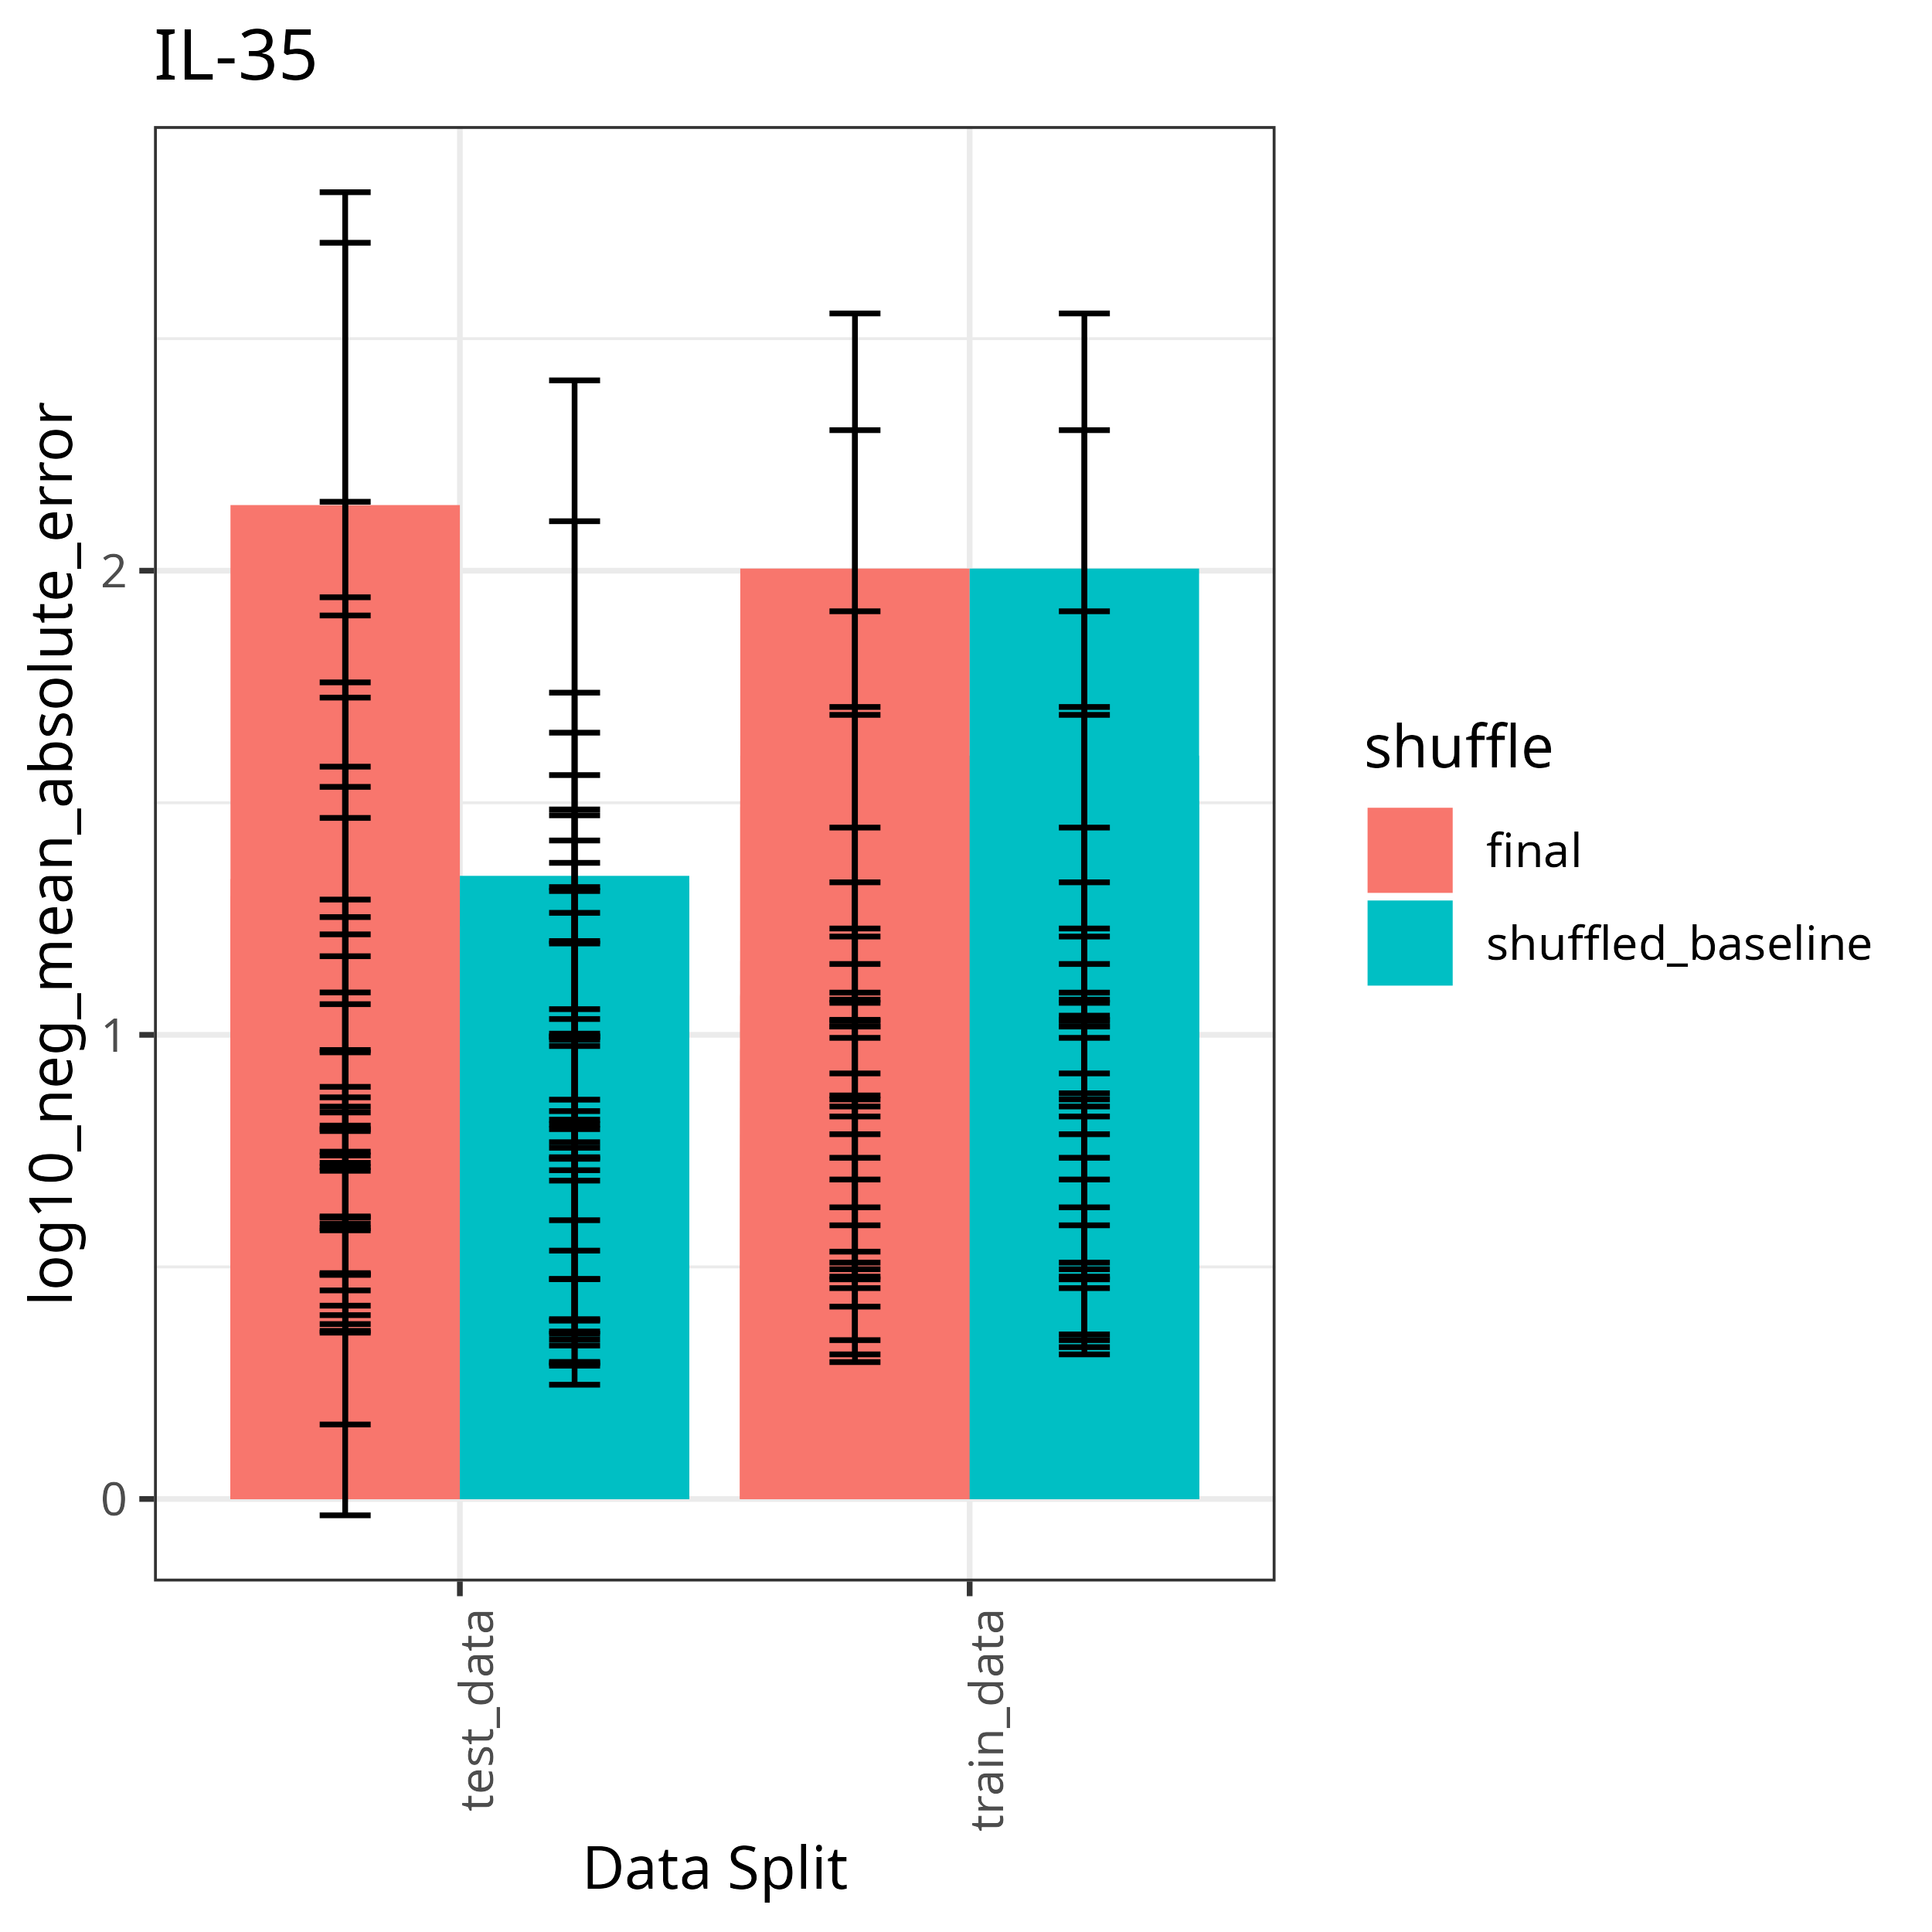 IL-35
log10_neg_mean_absolute_error
2
1
0
test_data
train_data
Data Split
shuffle
final
shuffled_baseline